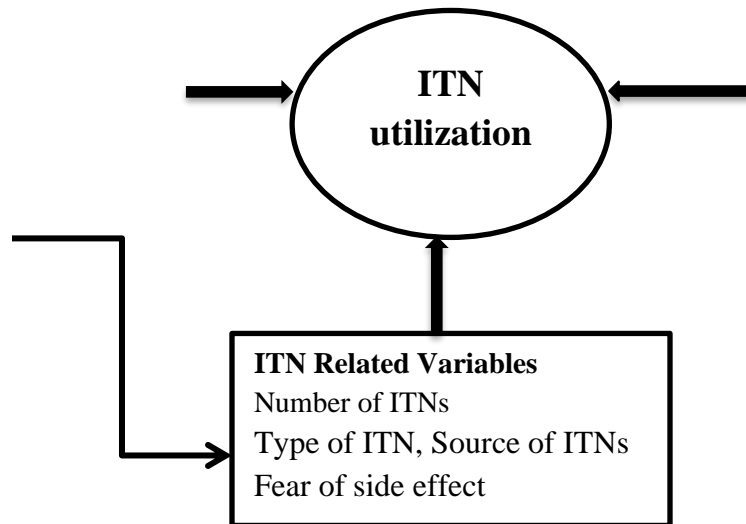 ITN
utilization
ITN Related Variables
Number of ITNs
Type of ITN, Source of ITNs
Fear of side effect